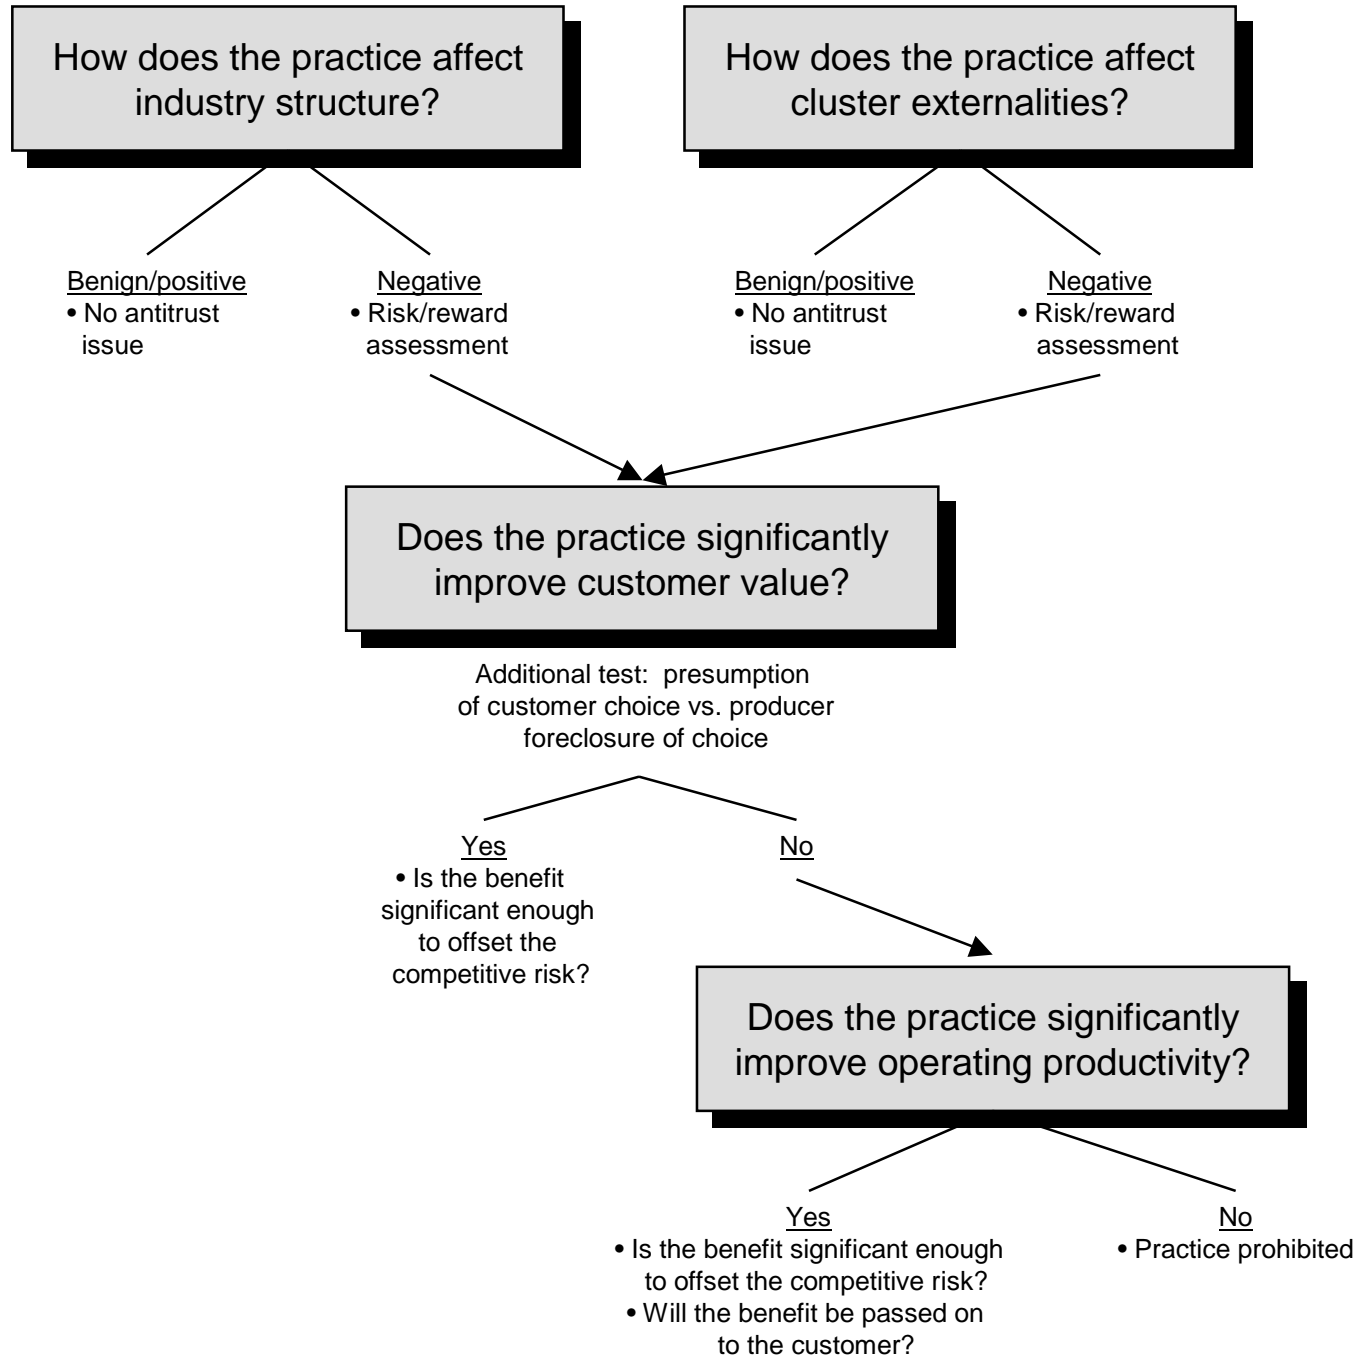 How does the practice affect
industry structure?
How does the practice affect
cluster externalities?
Benign/positive
• No antitrust
issue
Negative
• Risk/reward
assessment
Benign/positive
• No antitrust
issue
Negative
• Risk/reward
assessment
Does the practice significantly
improve customer value?
Additional test:  presumption
of customer choice vs. producer
foreclosure of choice
Yes
• Is the benefit
significant enough
to offset the
competitive risk?
No
Does the practice significantly
improve operating productivity?
Yes
• Is the benefit significant enough
to offset the competitive risk?
• Will the benefit be passed on
to the customer?
No
• Practice prohibited